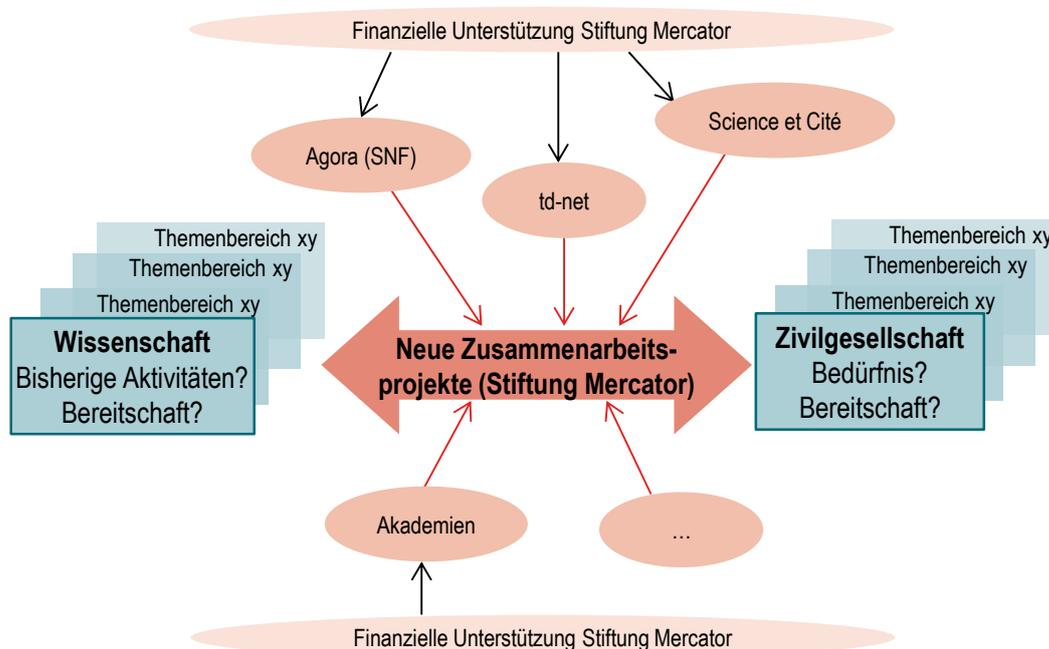 Finanzielle Unterstützung Stiftung Mercator
Science et Cité
Agora (SNF)
td-net
Themenbereich xy
Themenbereich xy
Themenbereich xy
Wissenschaft
Bisherige Aktivitäten?
Bereitschaft?
Neue Zusammenarbeits-
projekte (Stiftung Mercator)
Themenbereich xy
Themenbereich xy
Themenbereich xy
Zivilgesellschaft
Bedürfnis?
Bereitschaft?
Akademien
...
Finanzielle Unterstützung Stiftung Mercator